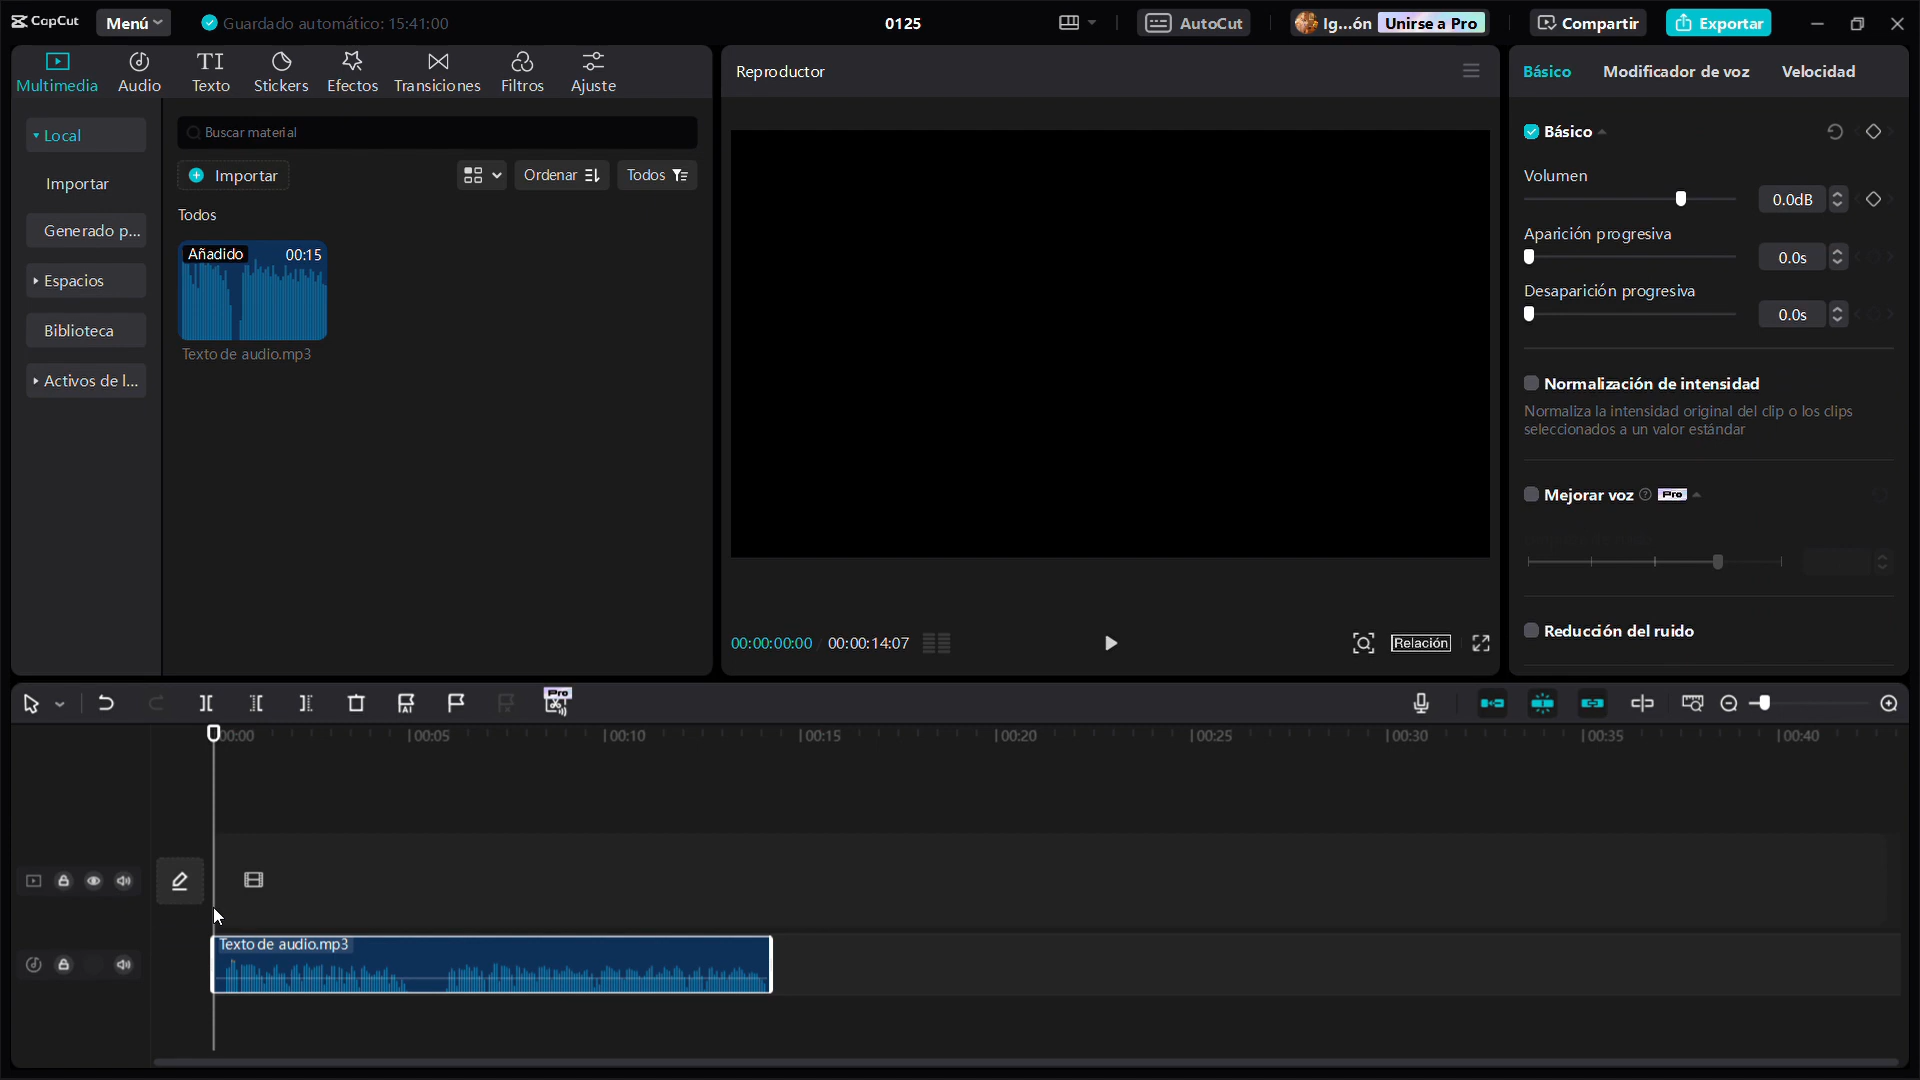 CapCut
Menú
Guardado automático: 15:41:00
0125
AutoCut
Ig...ón
Unirse a Pro
Compartir
Exportar
Multimedia
Audio
Texto
Stickers
Efectos
Transiciones
Filtros
Ajuste
Local
Importar
Generado p...
Espacios
Biblioteca
Activos de l...
Buscar material
Importar
Ordenar
Todos
Todos
Añadido
00:15
Texto de audio.mp3
Reproductor
00:00:00:00 / 00:00:14:07
Relación
Básico
Modificador de voz
Velocidad
Básico
Volumen
0.0dB
Aparición progresiva
0.0s
Desaparición progresiva
0.0s
Normalización de intensidad
Normaliza la intensidad original del clip o los clips
seleccionados a un valor estándar
Mejorar voz
Pro
Reducción del ruido
Pro
00:00
00:05
00:10
00:15
00:20
00:25
00:30
00:35
00:40
Texto de audio.mp3